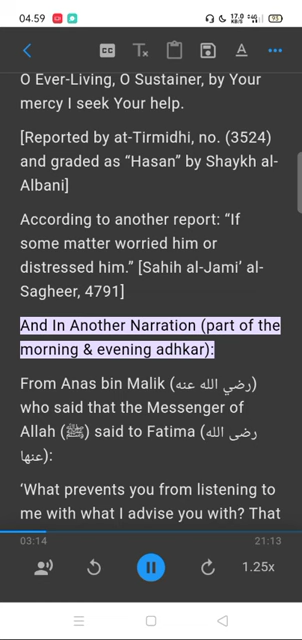 04.59
17.0
KB/S
CC
O Ever-Living, O Sustainer, by Your
mercy I seek Your help.
[Reported by at-Tirmidhi, no. (3524)
and graded as “Hasan” by Shaykh al-
Albani]
According to another report: “If
some matter worried him or
distressed him.” [Sahih al-Jami’ al-
Sagheer, 4791]
And In Another Narration (part of the
morning & evening adhkar):
From Anas bin Malik (رضي الله عنه)
who said that the Messenger of
Allah (ﷺ) said to Fatima (رضى الله
عنها):
‘What prevents you from listening to
me with what I advise you with? That
03:14
21:13
1.25x